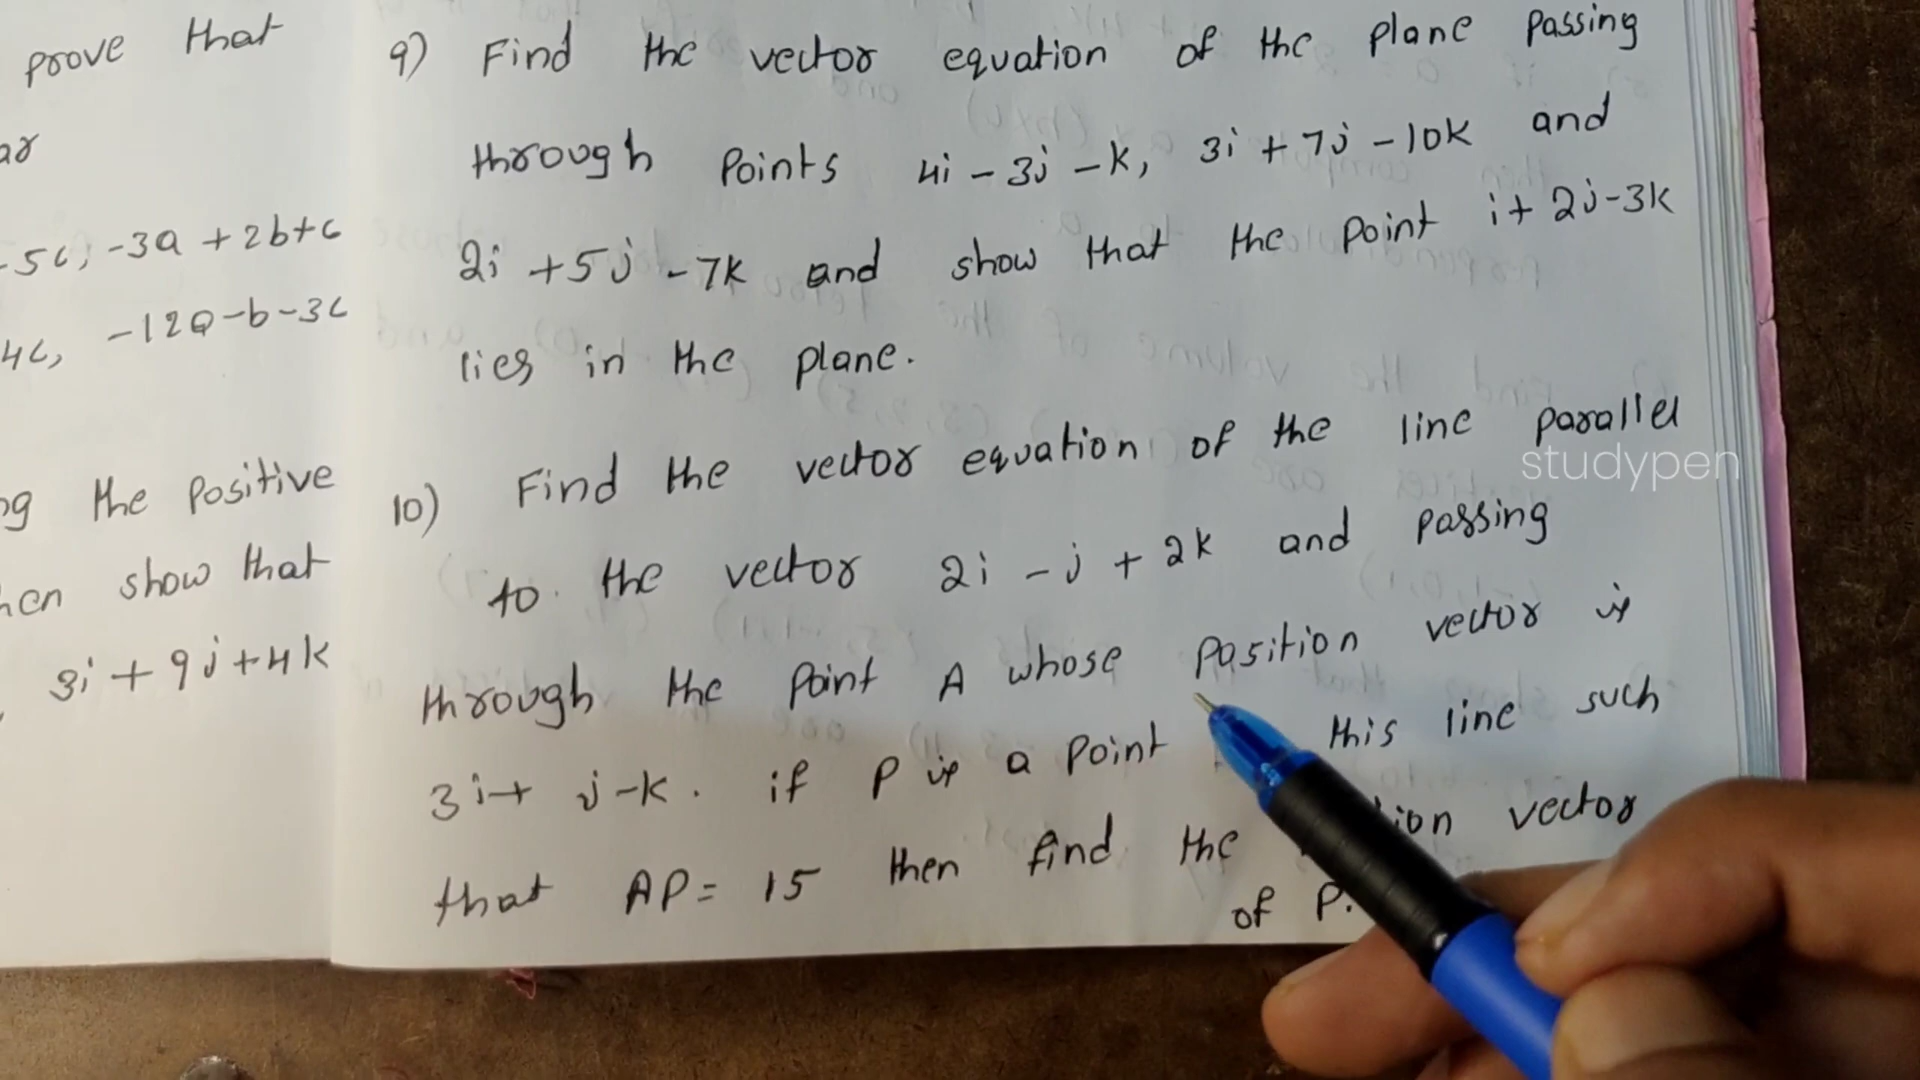 prove that
ar
-5c, -3a + 2b+c
4c, -12a-b-3c
ng the positive
hen show that
, 3i + 9j+4k
9) Find the vector equation of the plane passing
through points 4i - 3j - k, 3i + 7j - 10k and
2i + 5j - 7k and show that the point i+ 2j-3k
lies in the plane.
10) Find the vector equation of the line parallel
studypen
to the vector 2i - j + 2k and passing
through the point A whose position vector is
3i+ j-k. if P is a point this line such
that AP= 15 then find the tion vector
of P.